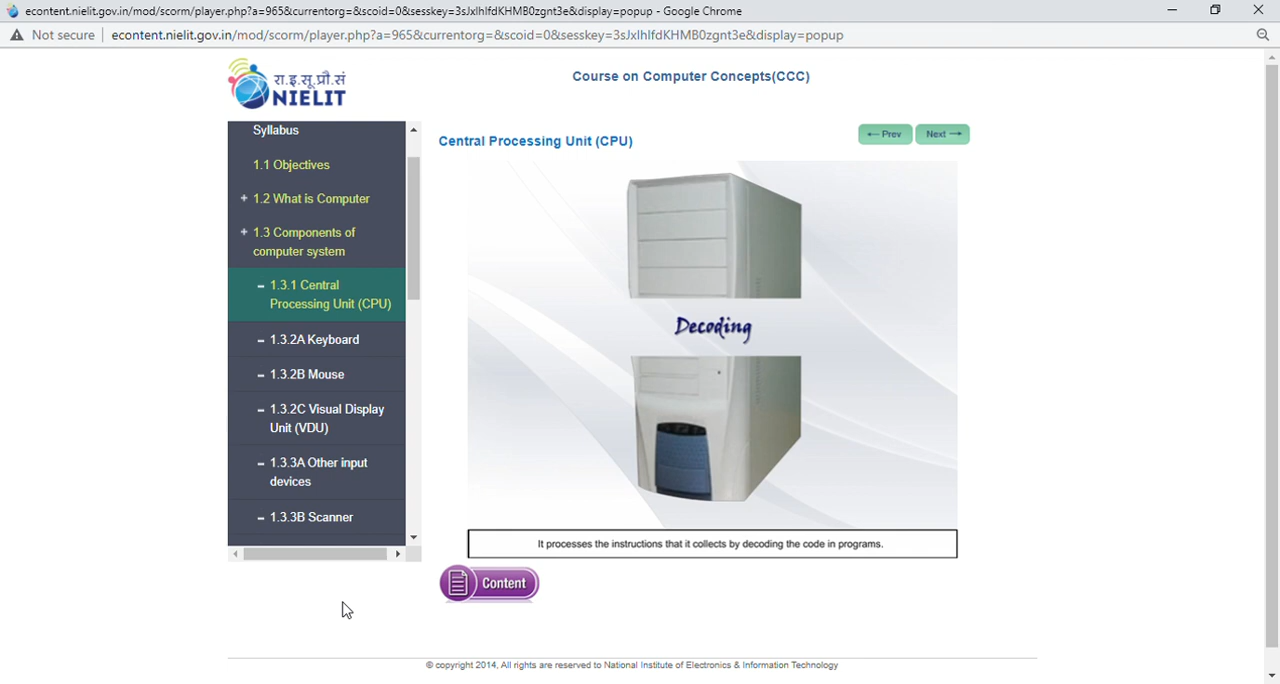 econtent.nielit.gov.in/mod/scorm/player.php?a=965&currentorg=&scoid=0&sesskey=3sJxlhIfdKHMB0zgnt3e&display=popup - Google Chrome
Not secure econtent.nielit.gov.in/mod/scorm/player.php?a=965&currentorg=&scoid=0&sesskey=3sJxlhIfdKHMB0zgnt3e&display=popup
रा.इ.सू.प्रौ.सं
NIELIT
Course on Computer Concepts(CCC)
Syllabus
1.1 Objectives
+ 1.2 What is Computer
+ 1.3 Components of
computer system
– 1.3.1 Central
Processing Unit (CPU)
– 1.3.2A Keyboard
– 1.3.2B Mouse
– 1.3.2C Visual Display
Unit (VDU)
– 1.3.3A Other input
devices
– 1.3.3B Scanner
Central Processing Unit (CPU)
← Prev Next →
Decoding
It processes the instructions that it collects by decoding the code in programs.
Content
© copyright 2014, All rights are reserved to National Institute of Electronics & Information Technology